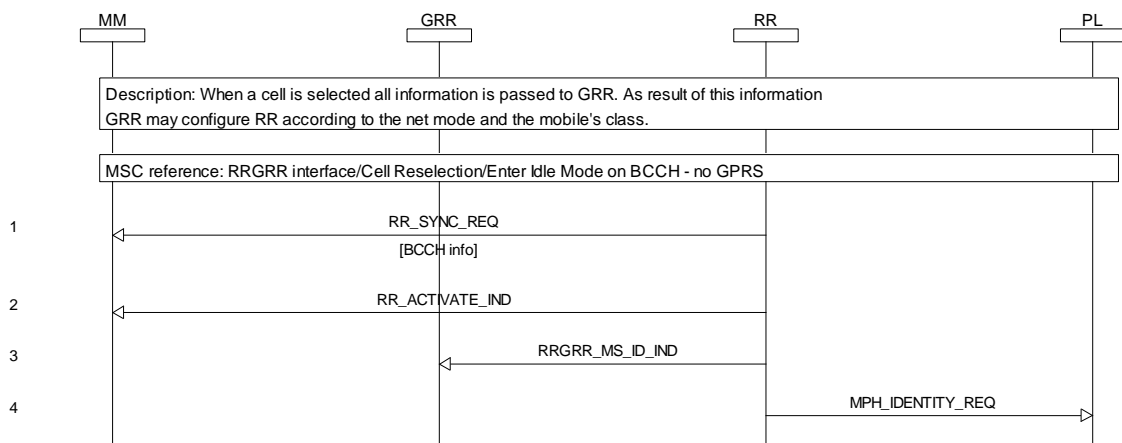 MM GRR RR PL
Description: When a cell is selected all information is passed to GRR. As result of this information
GRR may configure RR according to the net mode and the mobile's class.
MSC reference: RRGRR interface/Cell Reselection/Enter Idle Mode on BCCH - no GPRS
1 RR_SYNC_REQ
[BCCH info]
2 RR_ACTIVATE_IND
3 RRGRR_MS_ID_IND
4 MPH_IDENTITY_REQ